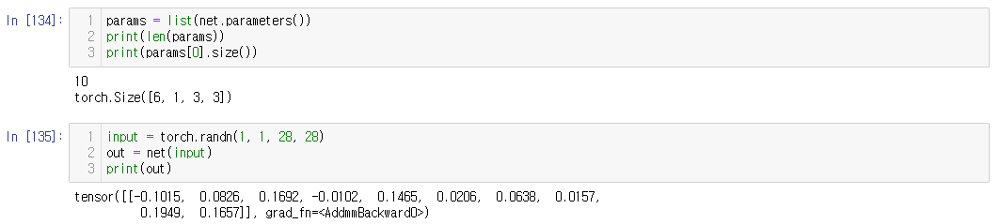 In [134]:
1 params = list(net.parameters())
2 print(len(params))
3 print(params[0].size())
10
torch.Size([6, 1, 3, 3])
In [135]:
1 input = torch.randn(1, 1, 28, 28)
2 out = net(input)
3 print(out)
tensor([[-0.1015,  0.0826,  0.1692, -0.0102,  0.1465,  0.0206,  0.0638,  0.0157,
          0.1949,  0.1657]], grad_fn=<AddmmBackward0>)